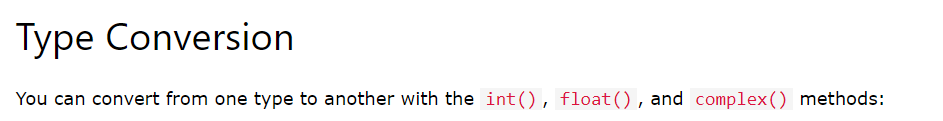 Type Conversion
You can convert from one type to another with the int(), float(), and complex() methods: